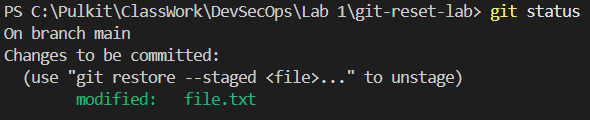 PS C:\Pulkit\ClassWork\DevSecOps\Lab 1\git-reset-lab> git status
On branch main
Changes to be committed:
  (use "git restore --staged <file>..." to unstage)
        modified:   file.txt